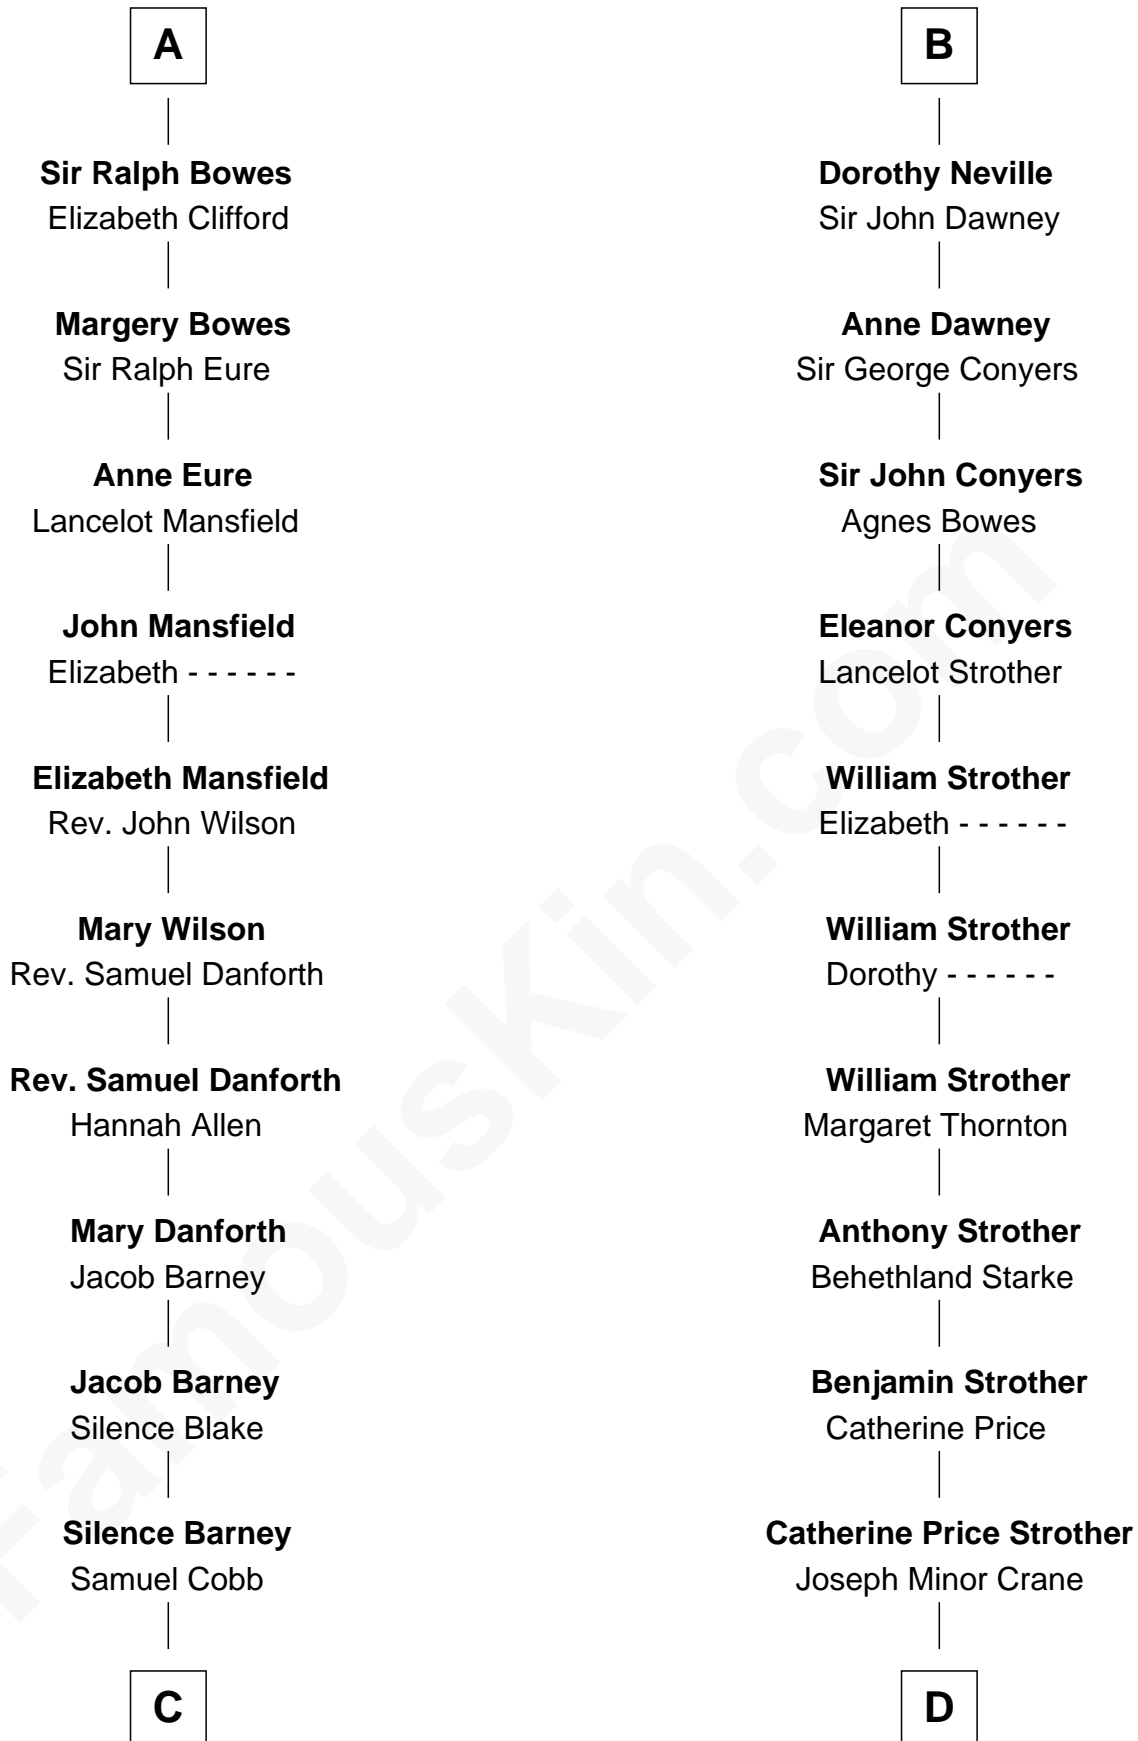 A
Sir Ralph Bowes
Elizabeth Clifford
Margery Bowes
Sir Ralph Eure
Anne Eure
Lancelot Mansfield
John Mansfield
Elizabeth - - - - - -
Elizabeth Mansfield
Rev. John Wilson
Mary Wilson
Rev. Samuel Danforth
Rev. Samuel Danforth
Hannah Allen
Mary Danforth
Jacob Barney
Jacob Barney
Silence Blake
Silence Barney
Samuel Cobb
C
B
Dorothy Neville
Sir John Dawney
Anne Dawney
Sir George Conyers
Sir John Conyers
Agnes Bowes
Eleanor Conyers
Lancelot Strother
William Strother
Elizabeth - - - - - -
William Strother
Dorothy - - - - - -
William Strother
Margaret Thornton
Anthony Strother
Behethland Starke
Benjamin Strother
Catherine Price
Catherine Price Strother
Joseph Minor Crane
D
FamousKin.com